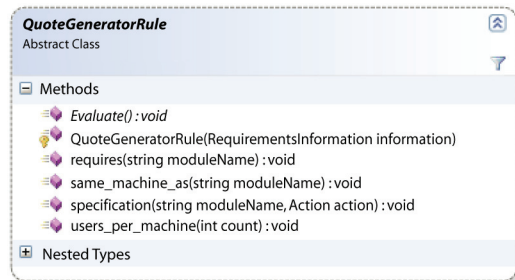 QuoteGeneratorRule
Abstract Class
Methods
Evaluate() : void
QuoteGeneratorRule(RequirementsInformation information)
requires(string moduleName) : void
same_machine_as(string moduleName) : void
specification(string moduleName, Action action) : void
users_per_machine(int count) : void
Nested Types